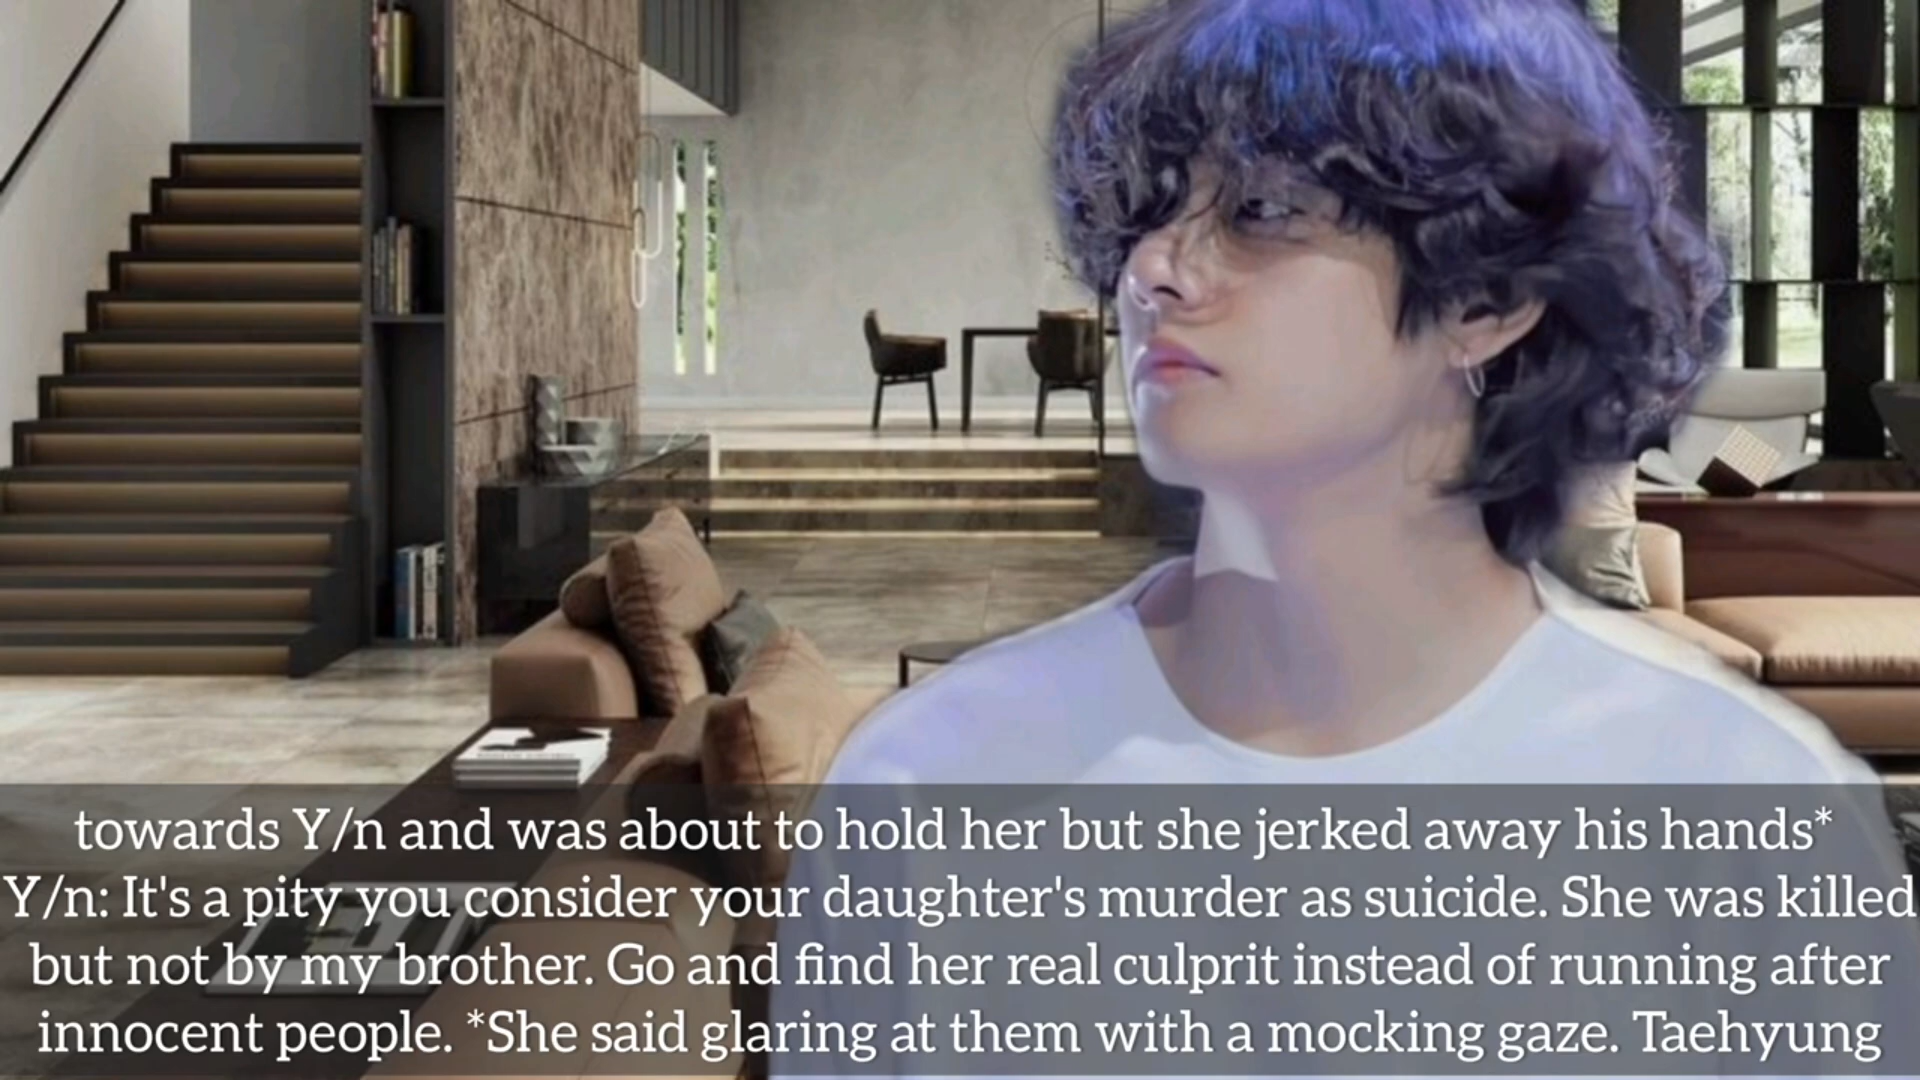 towards Y/n and was about to hold her but she jerked away his hands*
Y/n: It's a pity you consider your daughter's murder as suicide. She was killed
but not by my brother. Go and find her real culprit instead of running after
innocent people. *She said glaring at them with a mocking gaze. Taehyung